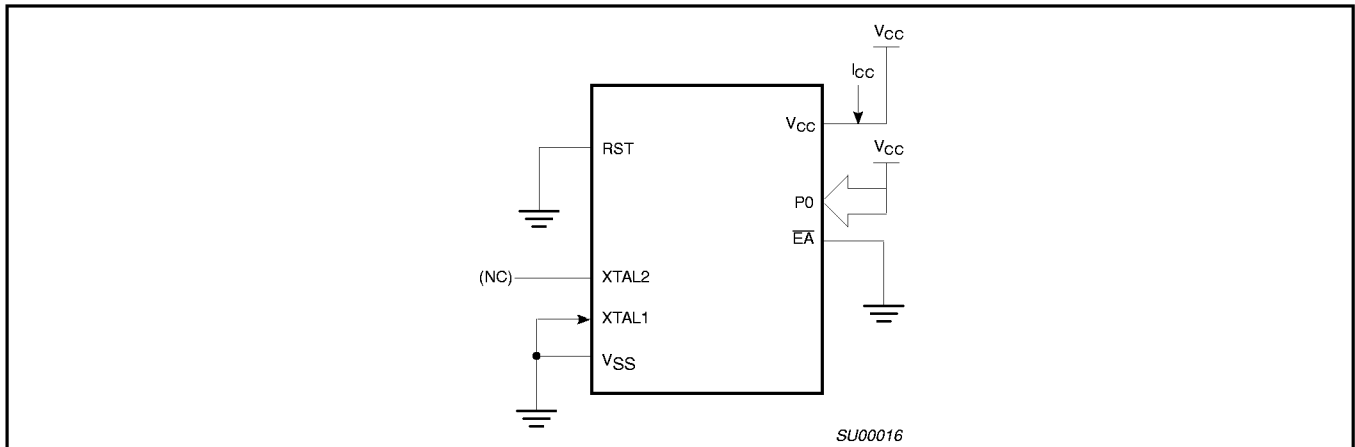 VCC
ICC
VCC
RST
VCC
P0
EA
(NC) XTAL2
XTAL1
VSS
SU00016